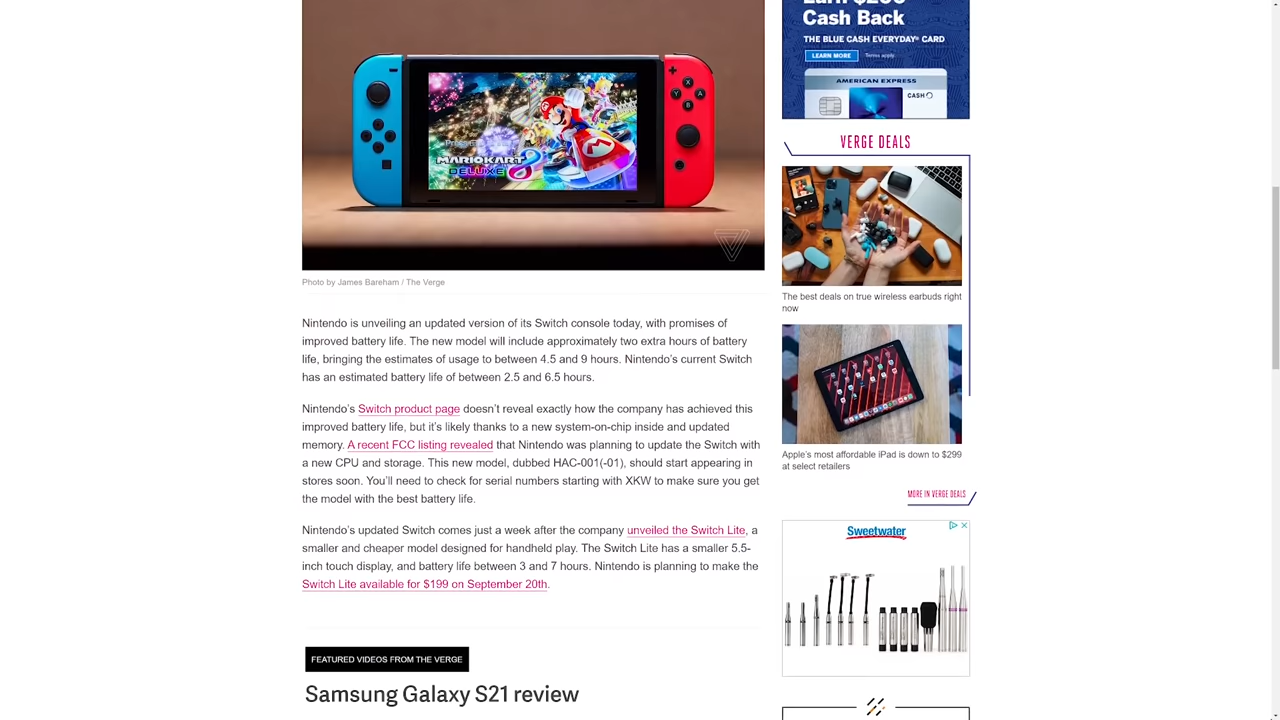 Cash Back
THE BLUE CASH EVERYDAY® CARD
LEARN MORE Terms apply.
AMERICAN EXPRESS
CASH
MARIOKART
8
DELUXE
Photo by James Bareham / The Verge
Nintendo is unveiling an updated version of its Switch console today, with promises of
improved battery life. The new model will include approximately two extra hours of battery
life, bringing the estimates of usage to between 4.5 and 9 hours. Nintendo's current Switch
has an estimated battery life of between 2.5 and 6.5 hours.
Nintendo's Switch product page doesn't reveal exactly how the company has achieved this
improved battery life, but it's likely thanks to a new system-on-chip inside and updated
memory. A recent FCC listing revealed that Nintendo was planning to update the Switch with
a new CPU and storage. This new model, dubbed HAC-001(-01), should start appearing in
stores soon. You'll need to check for serial numbers starting with XKW to make sure you get
the model with the best battery life.
Nintendo's updated Switch comes just a week after the company unveiled the Switch Lite, a
smaller and cheaper model designed for handheld play. The Switch Lite has a smaller 5.5-
inch touch display, and battery life between 3 and 7 hours. Nintendo is planning to make the
Switch Lite available for $199 on September 20th.
FEATURED VIDEOS FROM THE VERGE
Samsung Galaxy S21 review
VERGE DEALS
The best deals on true wireless earbuds right
now
Apple's most affordable iPad is down to $299
at select retailers
MORE IN VERGE DEALS
Sweetwater